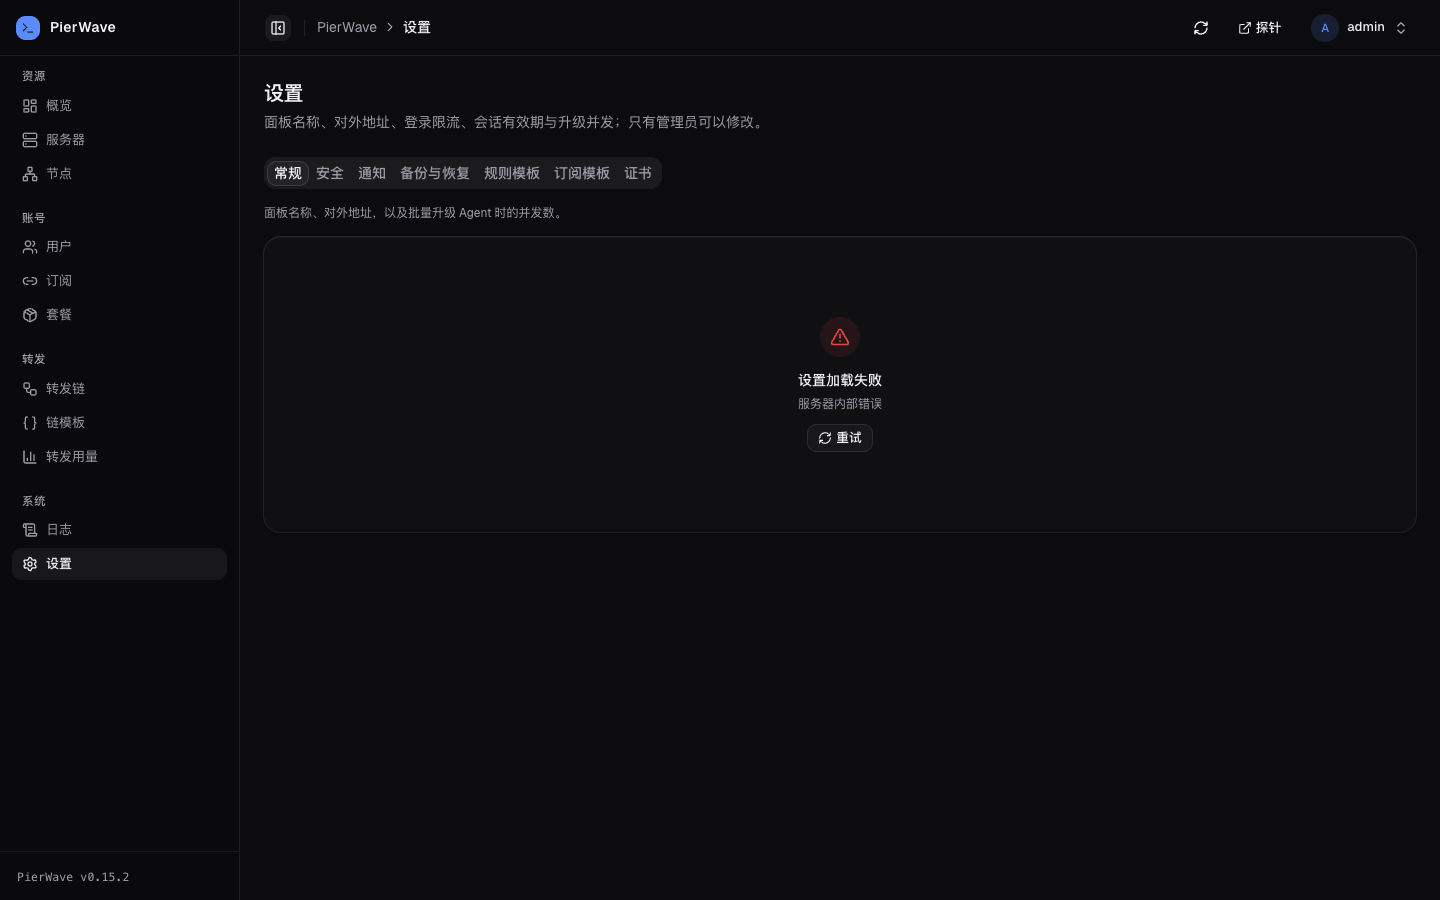 PierWave
PierWave > 设置
探针
A admin
资源
概览
服务器
节点
账号
用户
订阅
套餐
转发
转发链
链模板
转发用量
系统
日志
设置
PierWave v0.15.2
设置
面板名称、对外地址、登录限流、会话有效期与升级并发；只有管理员可以修改。
常规 安全 通知 备份与恢复 规则模板 订阅模板 证书
面板名称、对外地址，以及批量升级 Agent 时的并发数。
设置加载失败
服务器内部错误
重试